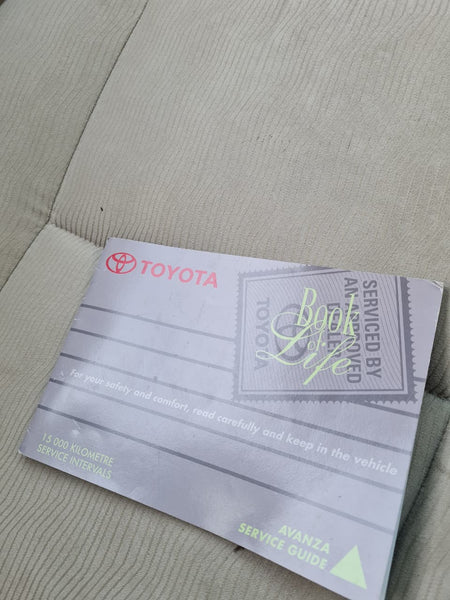 TOYOTA
Book
of
Life
SERVICED BY
AN APPROVED
DEALER
TOYOTA
For your safety and comfort, read carefully and keep in the vehicle
15 000 KILOMETRE
SERVICE INTERVALS
AVANZA
SERVICE GUIDE